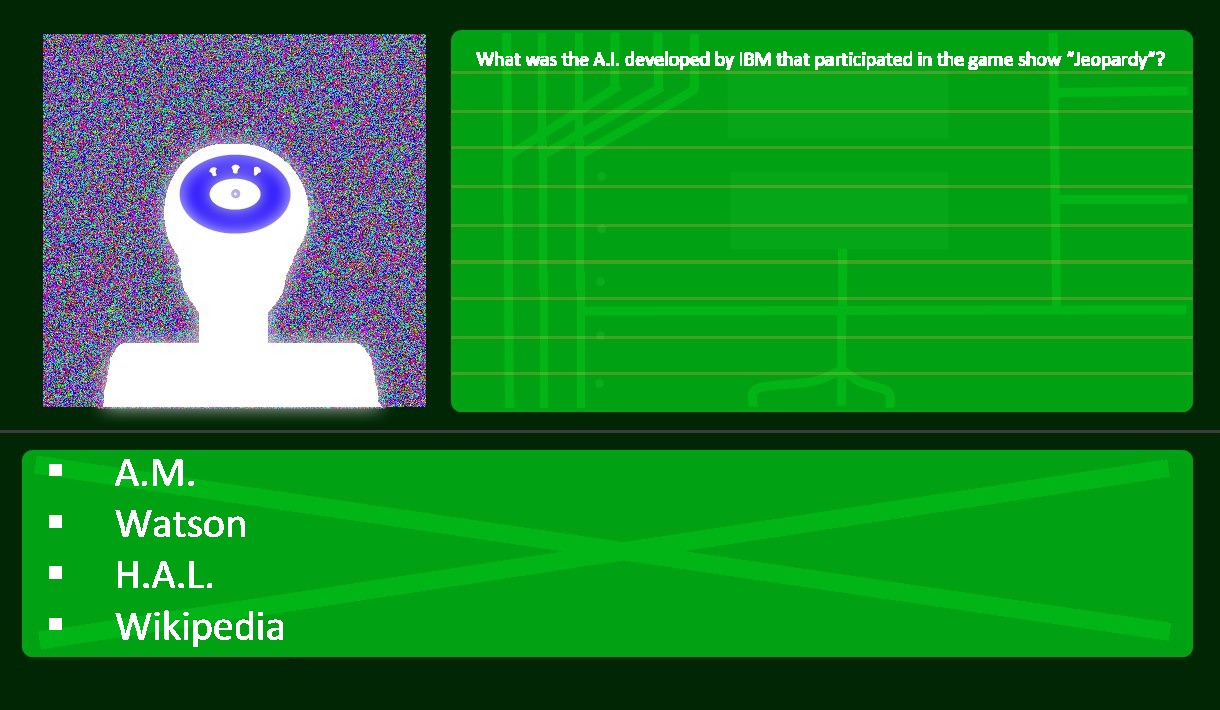 What was the A.I. developed by IBM that participated in the game show "Jeopardy"?
A.M.
Watson
H.A.L.
Wikipedia